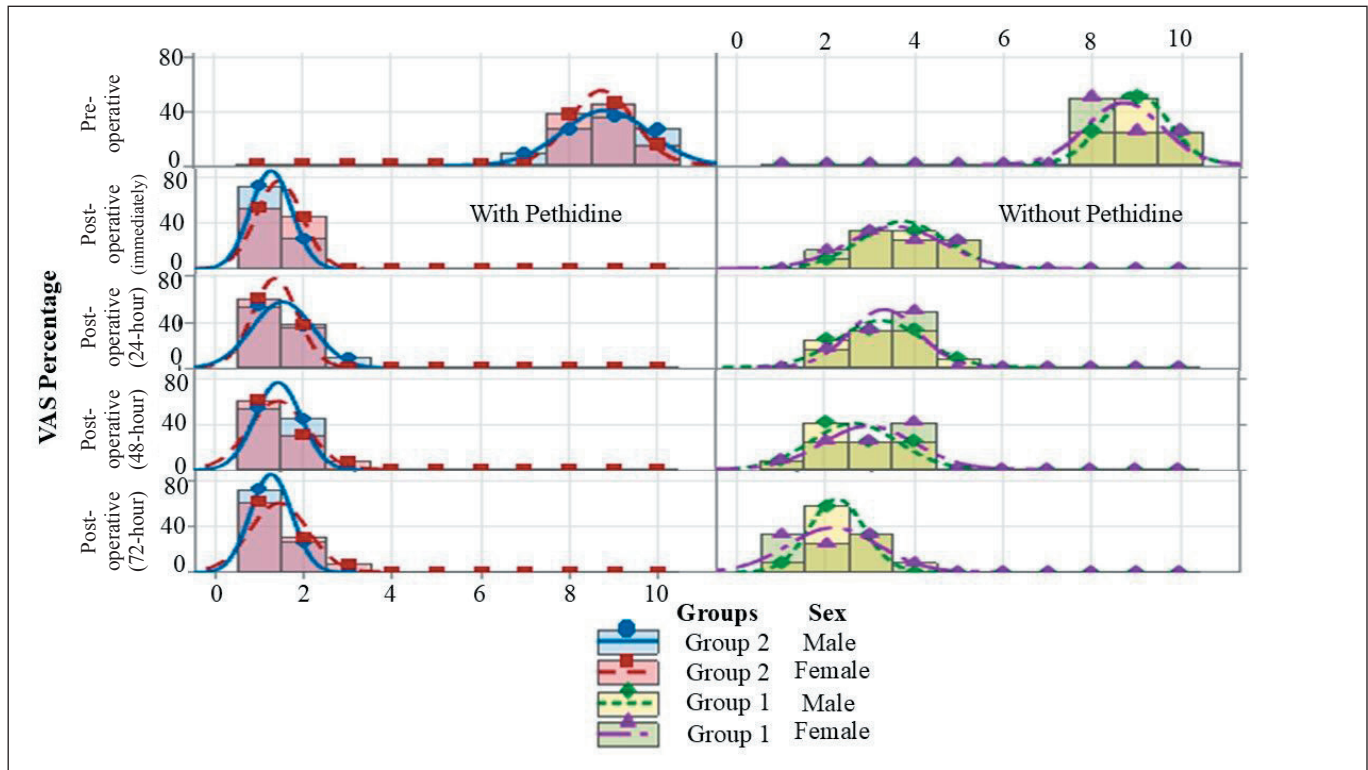 0 2 4 6 8 10
80
40
0
Pre-
operative
80
40
0
Post-
operative
(immediately)
With Pethidine
Without Pethidine
80
40
0
Post-
operative
(24-hour)
80
40
0
Post-
operative
(48-hour)
80
40
0
Post-
operative
(72-hour)
VAS Percentage
0 2 4 6 8 10
Groups Sex
Group 2 Male
Group 2 Female
Group 1 Male
Group 1 Female